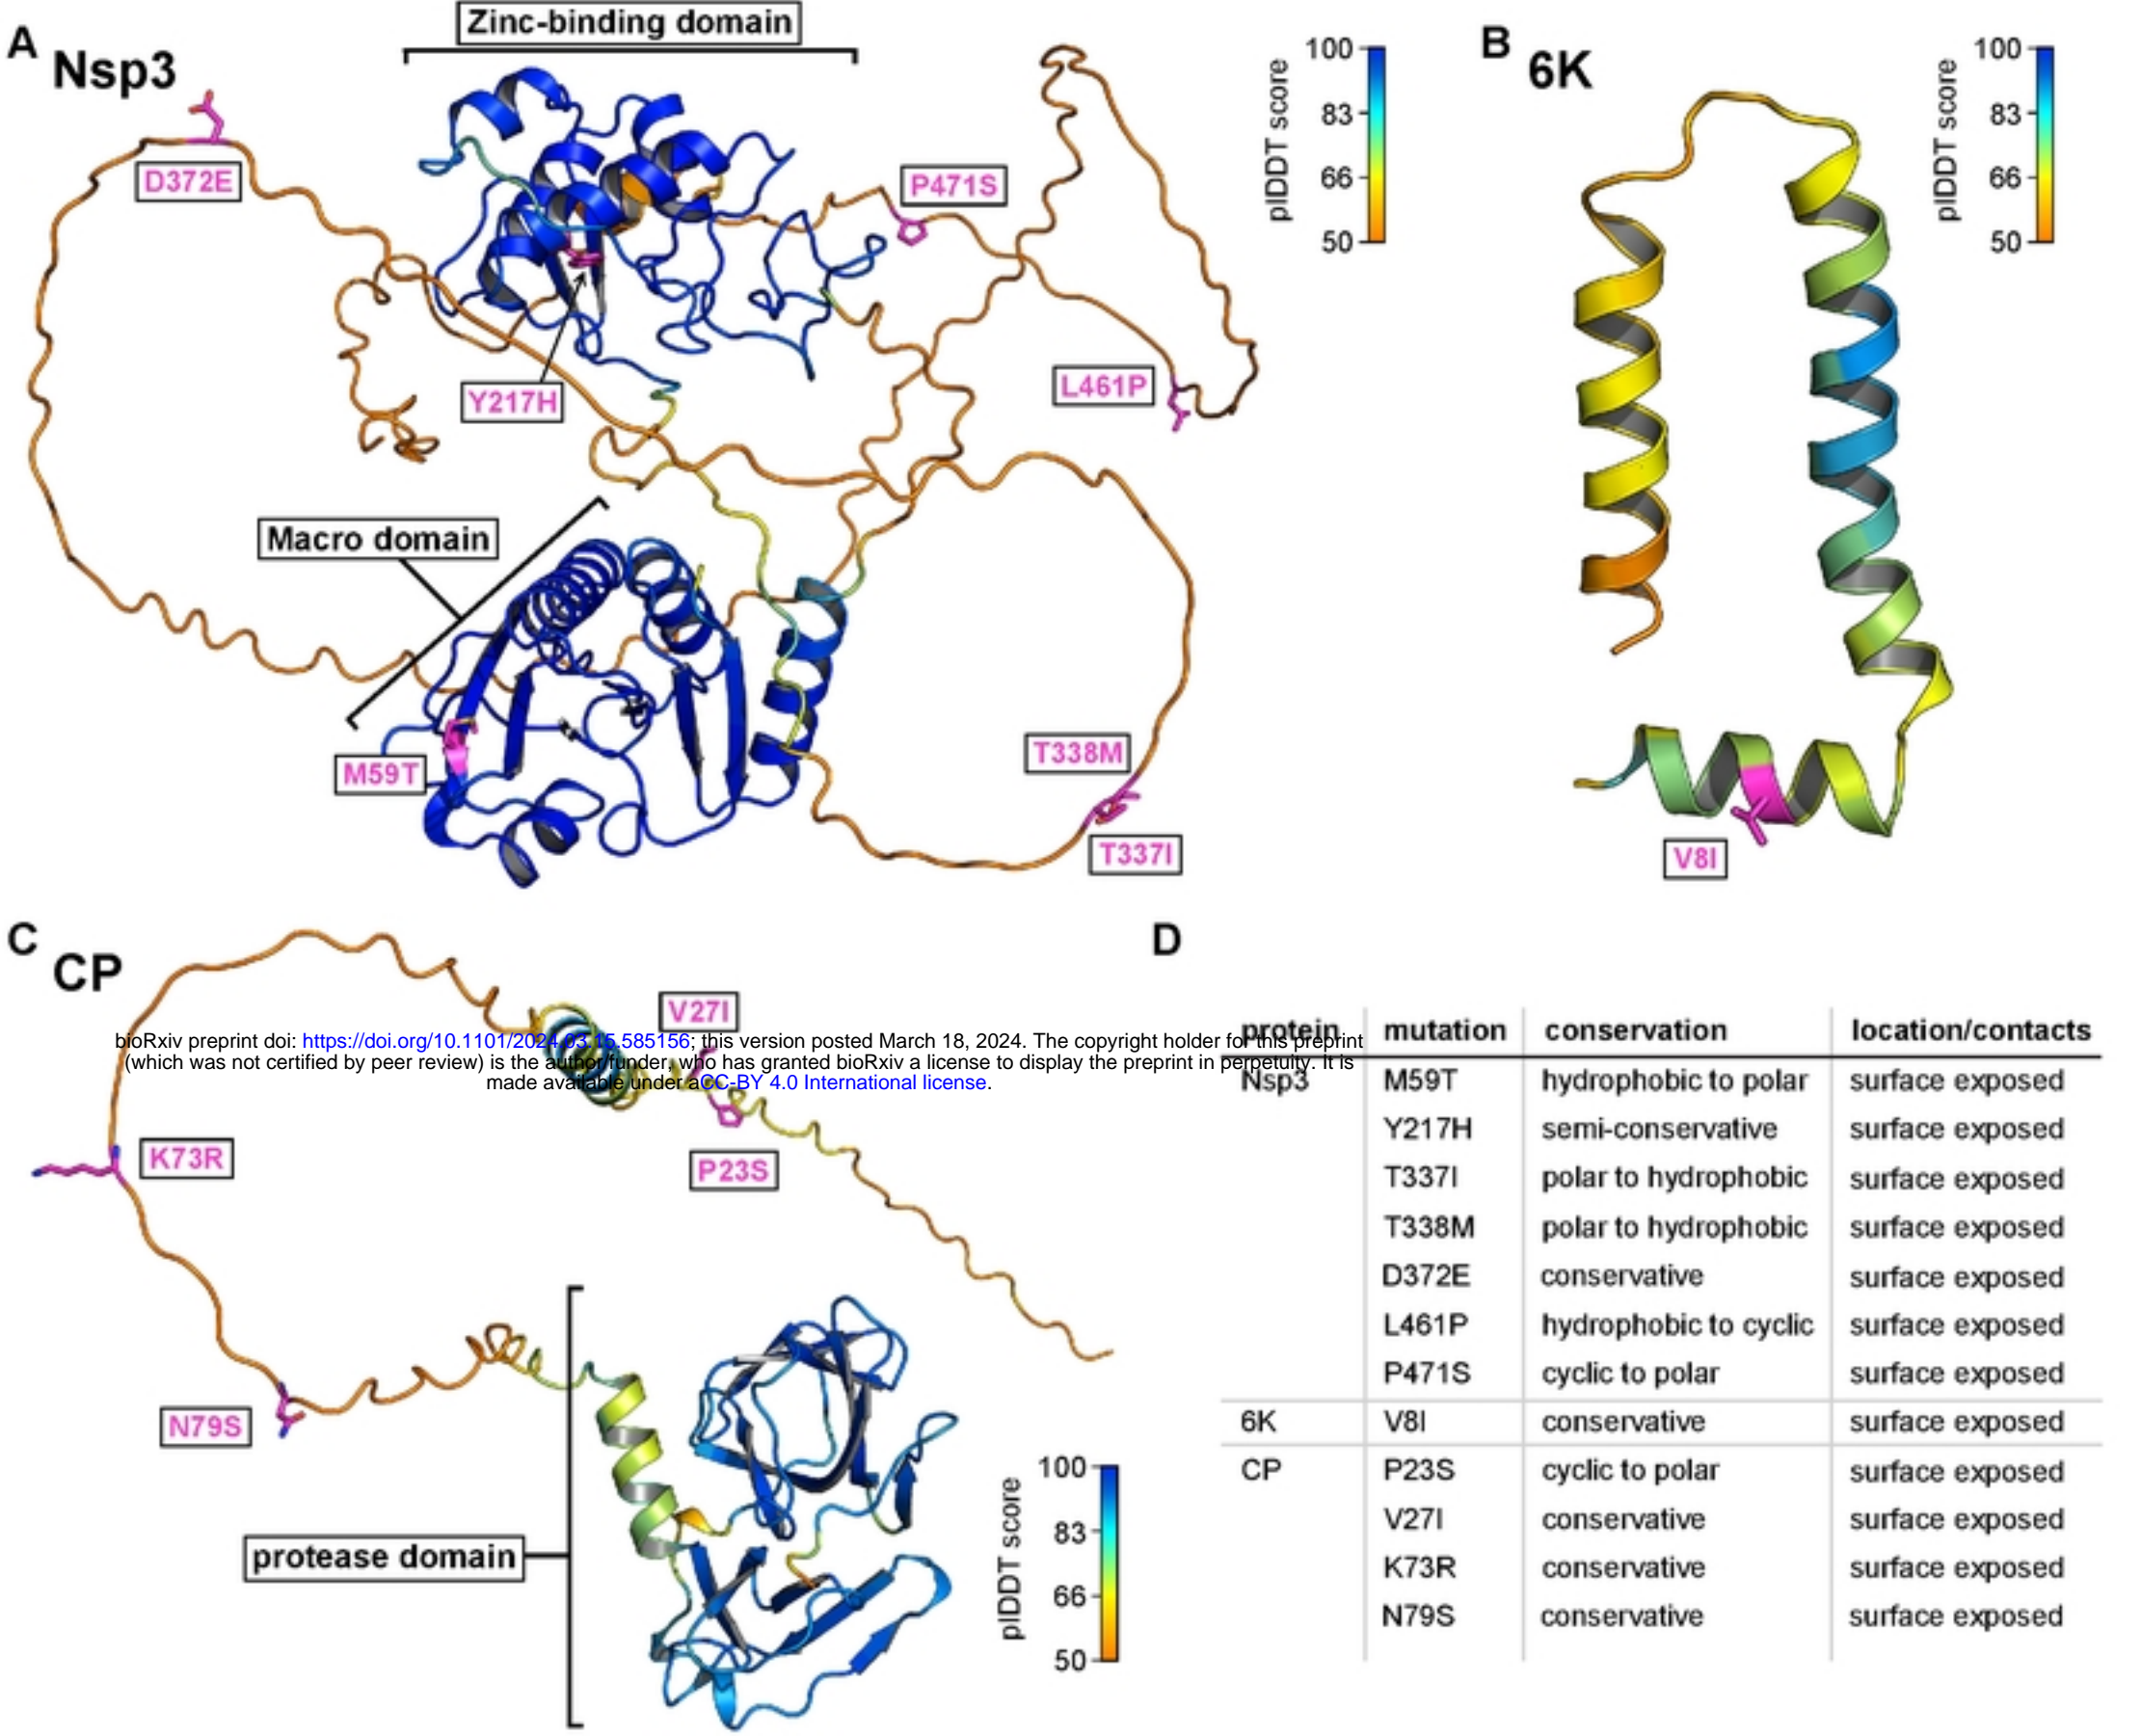 A
Nsp3
Zinc-binding domain
D372E
P471S
Y217H
L461P
Macro domain
M59T
T338M
T337I
plDDT score
100
83
66
50
B
6K
plDDT score
100
83
66
50
V8I
C
CP
V27I
bioRxiv preprint doi: https://doi.org/10.1101/2024.03.15.585156; this version posted March 18, 2024. The copyright holder for this preprint
(which was not certified by peer review) is the author/funder, who has granted bioRxiv a license to display the preprint in perpetuity. It is
made available under aCC-BY 4.0 International license.
K73R
P23S
N79S
protease domain
plDDT score
100
83
66
50
D
protein mutation conservation location/contacts
Nsp3 M59T hydrophobic to polar surface exposed
Y217H semi-conservative surface exposed
T337I polar to hydrophobic surface exposed
T338M polar to hydrophobic surface exposed
D372E conservative surface exposed
L461P hydrophobic to cyclic surface exposed
P471S cyclic to polar surface exposed
6K V8I conservative surface exposed
CP P23S cyclic to polar surface exposed
V27I conservative surface exposed
K73R conservative surface exposed
N79S conservative surface exposed